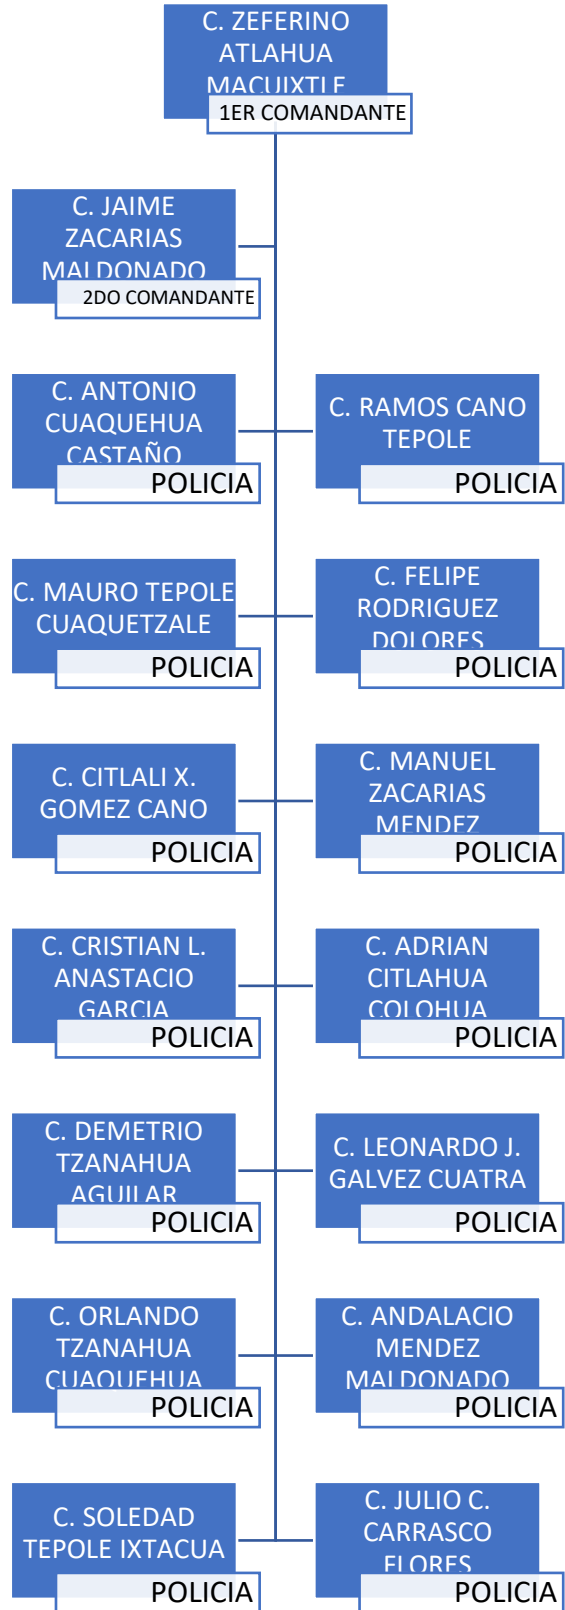 C. ZEFERINO
ATLAHUA
MACUIXTLE
1ER COMANDANTE
C. JAIME
ZACARIAS
MALDONADO
2DO COMANDANTE
C. ANTONIO
CUAQUEHUA
CASTAÑO
POLICIA
C. RAMOS CANO
TEPOLE
POLICIA
C. MAURO TEPOLE
CUAQUETZALE
POLICIA
C. FELIPE
RODRIGUEZ
DOLORES
POLICIA
C. CITLALI X.
GOMEZ CANO
POLICIA
C. MANUEL
ZACARIAS
MENDEZ
POLICIA
C. CRISTIAN L.
ANASTACIO
GARCIA
POLICIA
C. ADRIAN
CITLAHUA
COLOHUA
POLICIA
C. DEMETRIO
TZANAHUA
AGUILAR
POLICIA
C. LEONARDO J.
GALVEZ CUATRA
POLICIA
C. ORLANDO
TZANAHUA
CUAQUEHUA
POLICIA
C. ANDALACIO
MENDEZ
MALDONADO
POLICIA
C. SOLEDAD
TEPOLE IXTACUA
POLICIA
C. JULIO C.
CARRASCO
FLORES
POLICIA